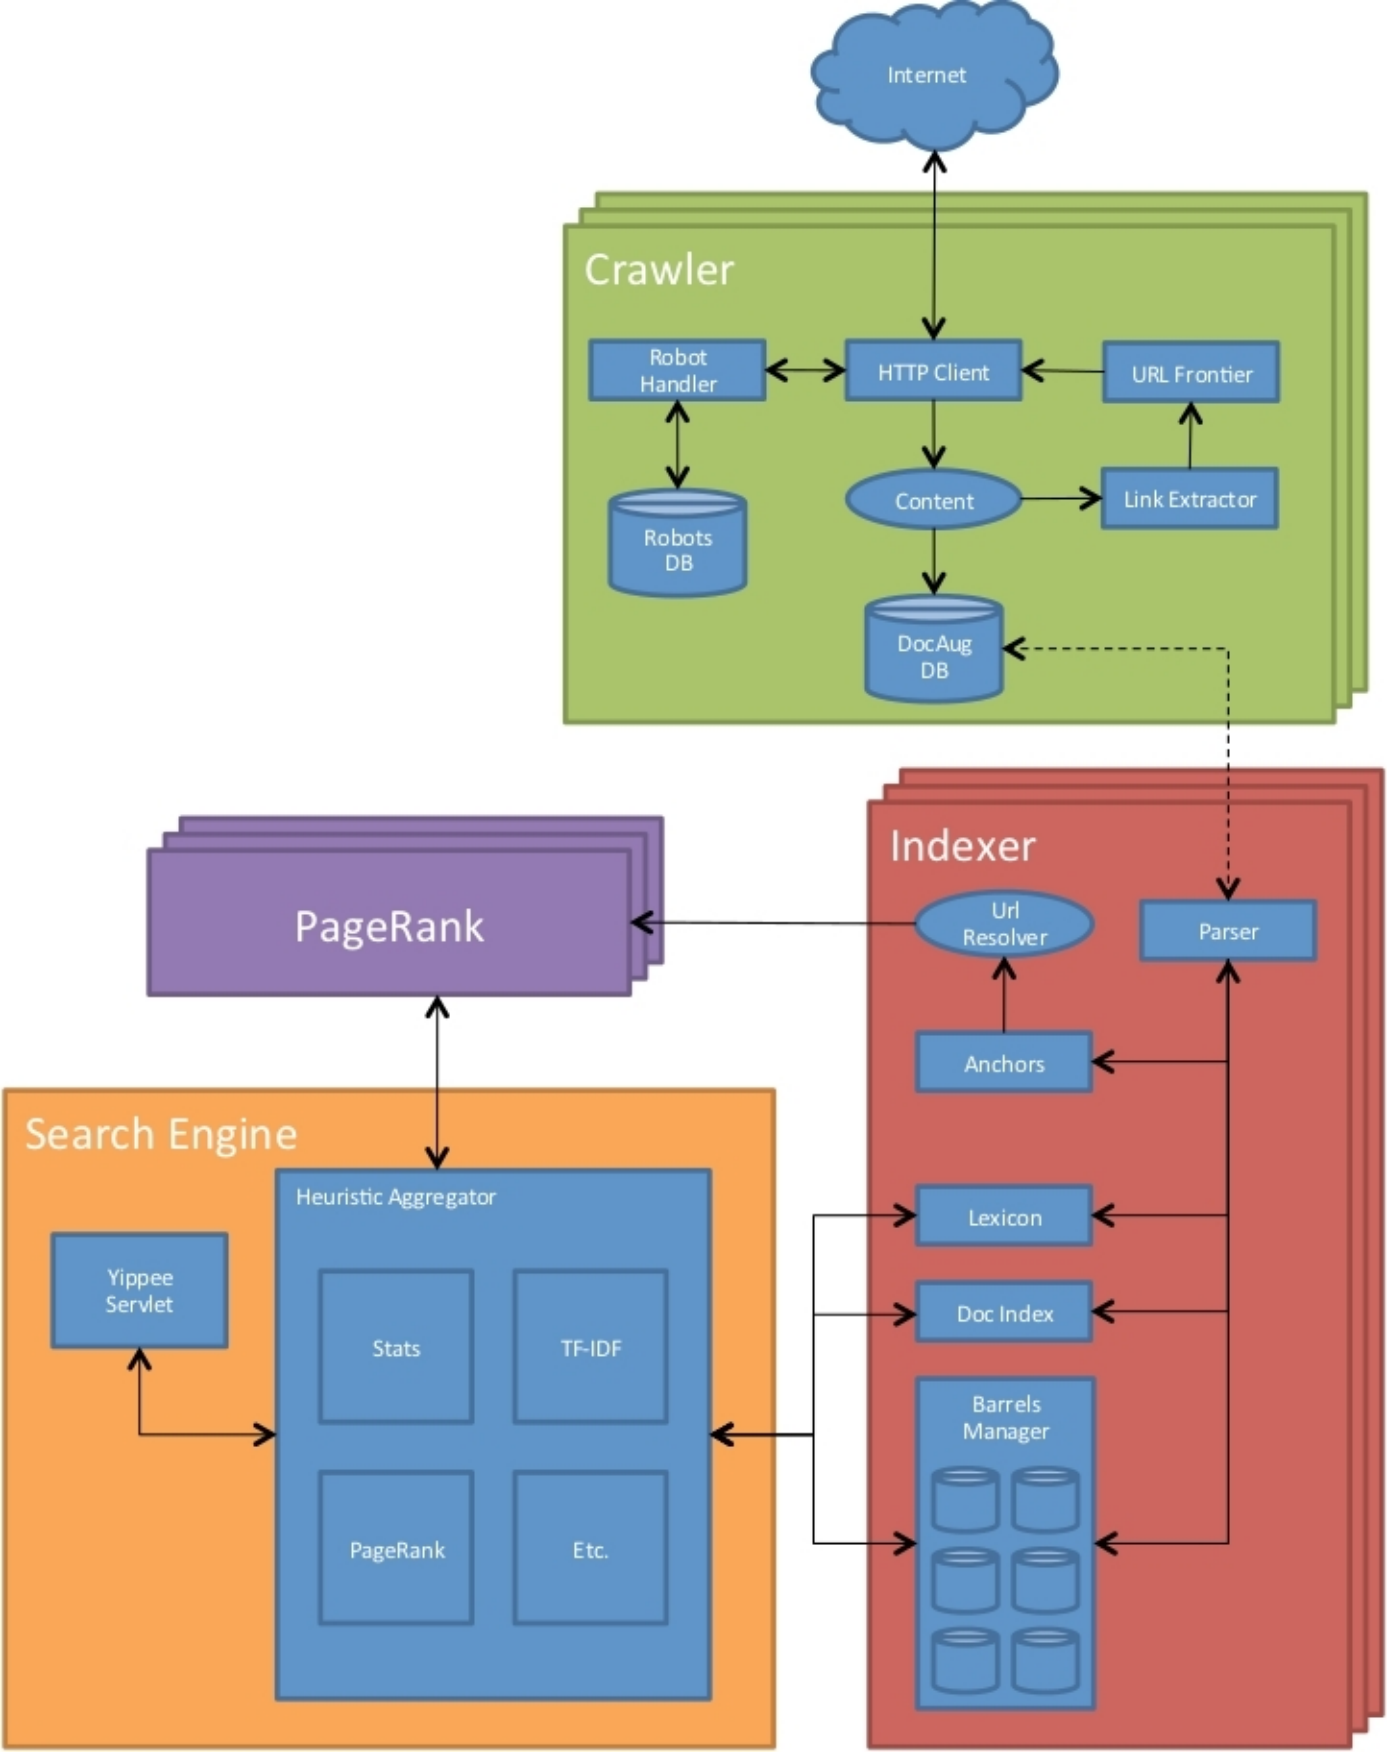 Internet
Crawler
Robot
Handler
HTTP Client
URL Frontier
Content
Link Extractor
Robots
DB
DocAug
DB
Indexer
PageRank
Url
Resolver
Parser
Anchors
Search Engine
Heuristic Aggregator
Lexicon
Yippee
Servlet
Doc Index
Stats
TF-IDF
Barrels
Manager
PageRank
Etc.